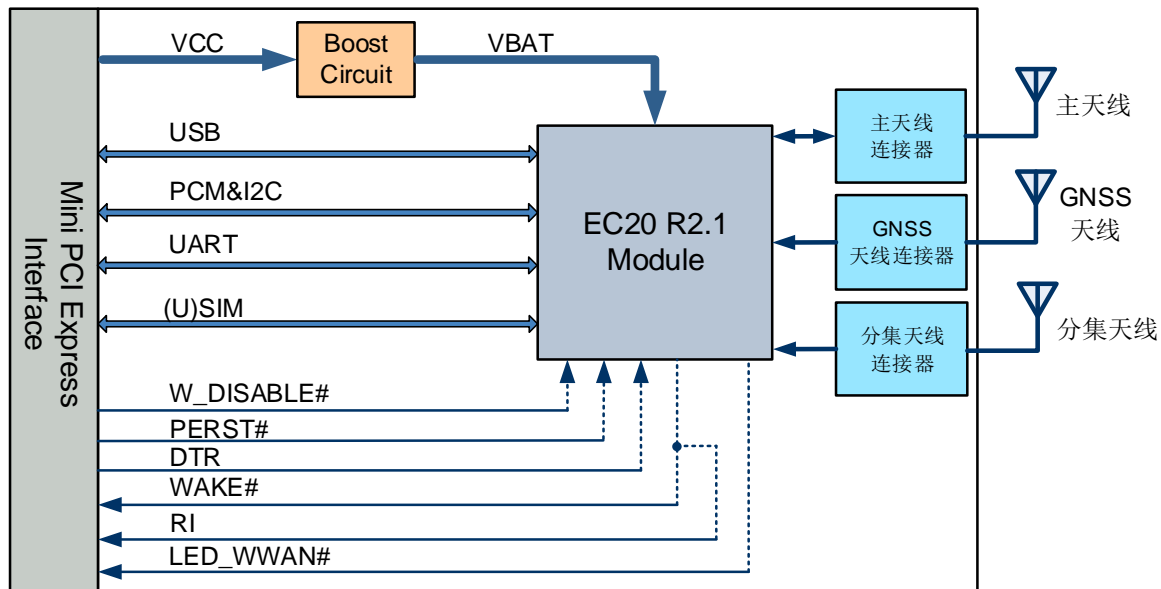 VCC
Boost
Circuit
VBAT
USB
PCM&I2C
UART
(U)SIM
W_DISABLE#
PERST#
DTR
WAKE#
RI
LED_WWAN#
Mini PCI Express
Interface
EC20 R2.1
Module
主天线
连接器
主天线
GNSS
天线连接器
GNSS
天线
分集天线
连接器
分集天线